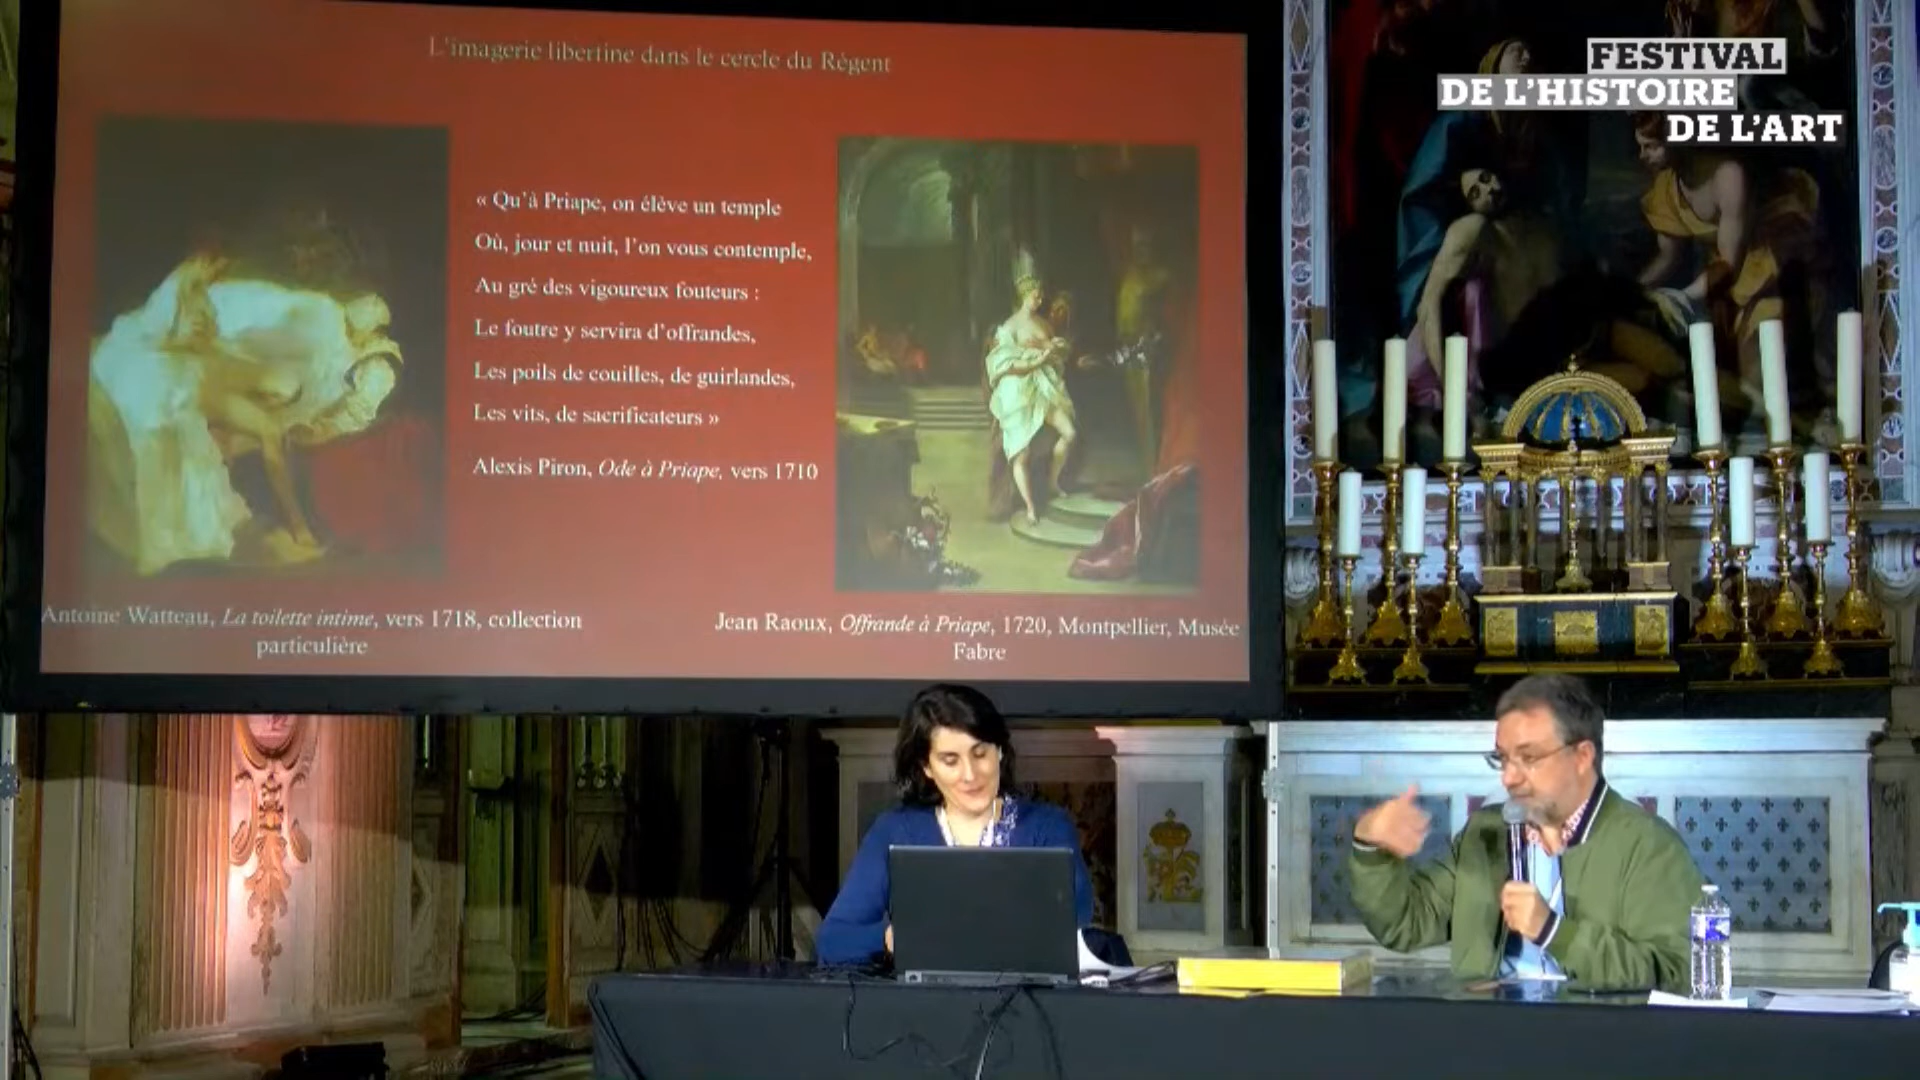 L'imagerie libertine dans le cercle du Règent
FESTIVAL
DE L'HISTOIRE
DE L'ART
« Qu'à Priape, on élève un temple
Où, jour et nuit, l'on vous contemple,
Au gré des vigoureux fouteurs :
Le foutre y servira d'offrandes,
Les poils de couilles, de guirlandes,
Les vits, de sacrificateurs »
Alexis Piron, Ode à Priape, vers 1710
Antoine Watteau, La toilette intime, vers 1718, collection
particulière
Jean Raoux, Offrande à Priape, 1720, Montpellier, Musée
Fabre